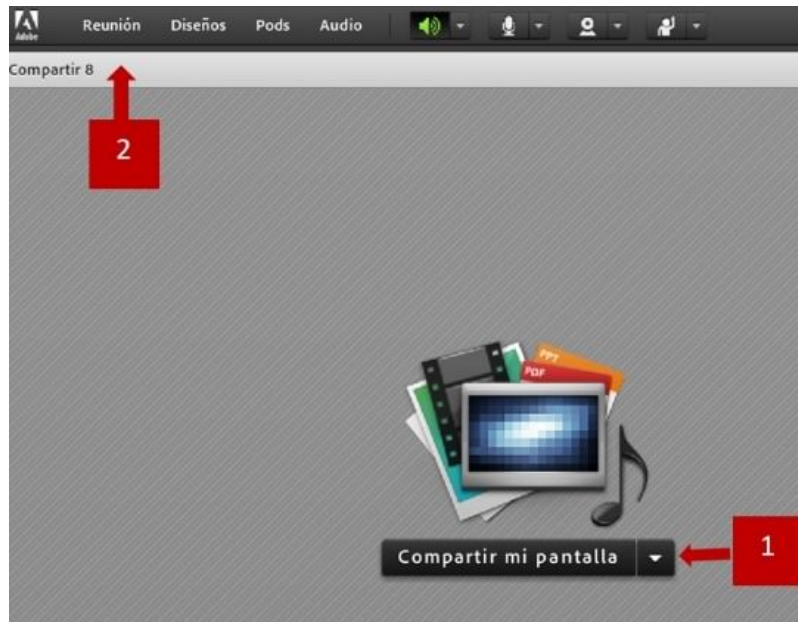 Adobe
Reunión Diseños Pods Audio
Compartir 8
2
PPT
PDF
Compartir mi pantalla
1